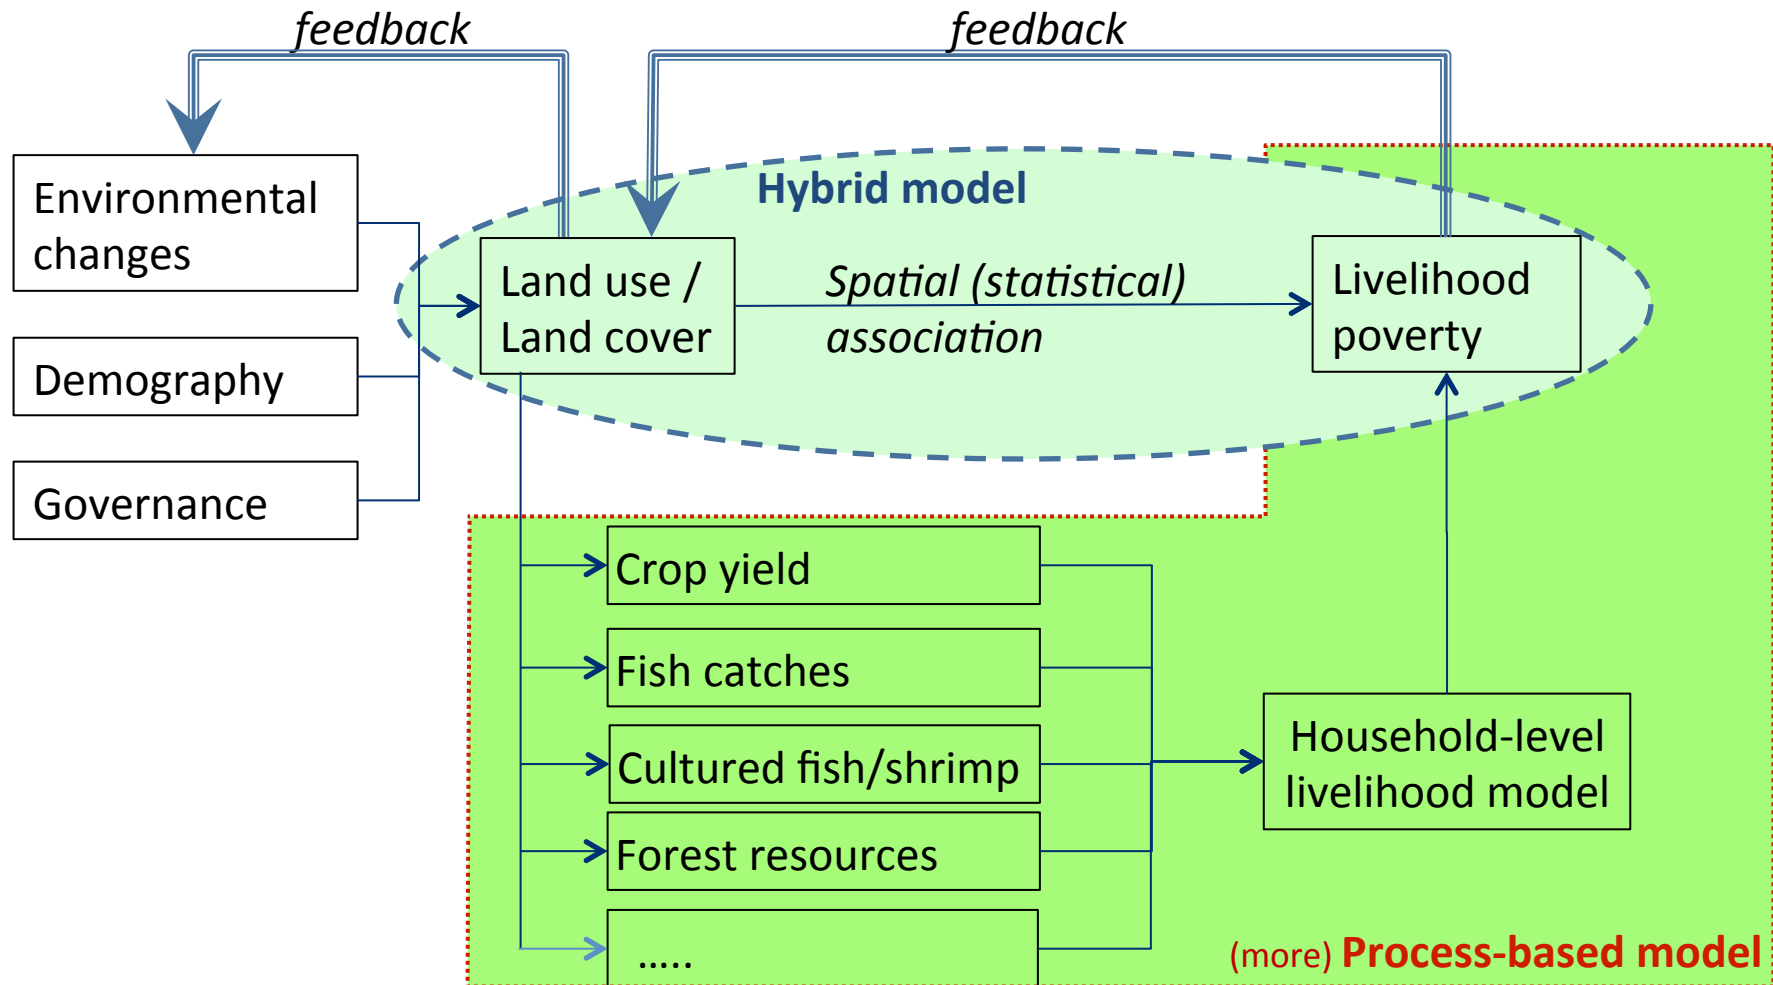 feedback
feedback
Environmental
changes
Demography
Governance
Hybrid model
Land use /
Land cover
Spatial (statistical)
association
Livelihood
poverty
Crop yield
Fish catches
Cultured fish/shrimp
Forest resources
.....
Household-level
livelihood model
(more) Process-based model